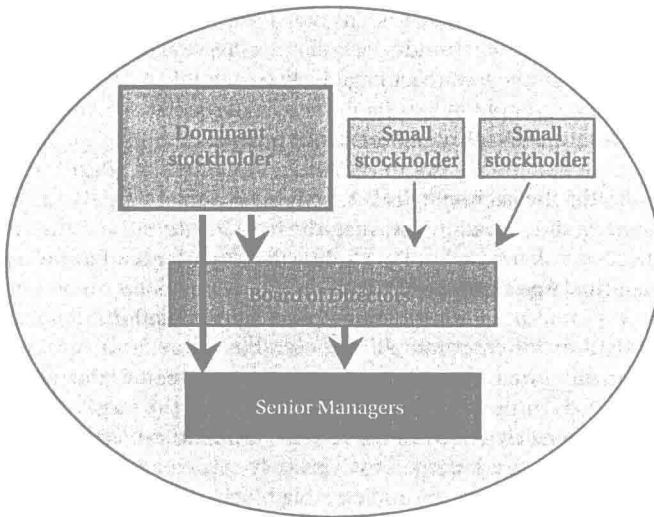 Dominant
stockholder
Small
stockholder
Small
stockholder
Board of Directors
Senior Managers